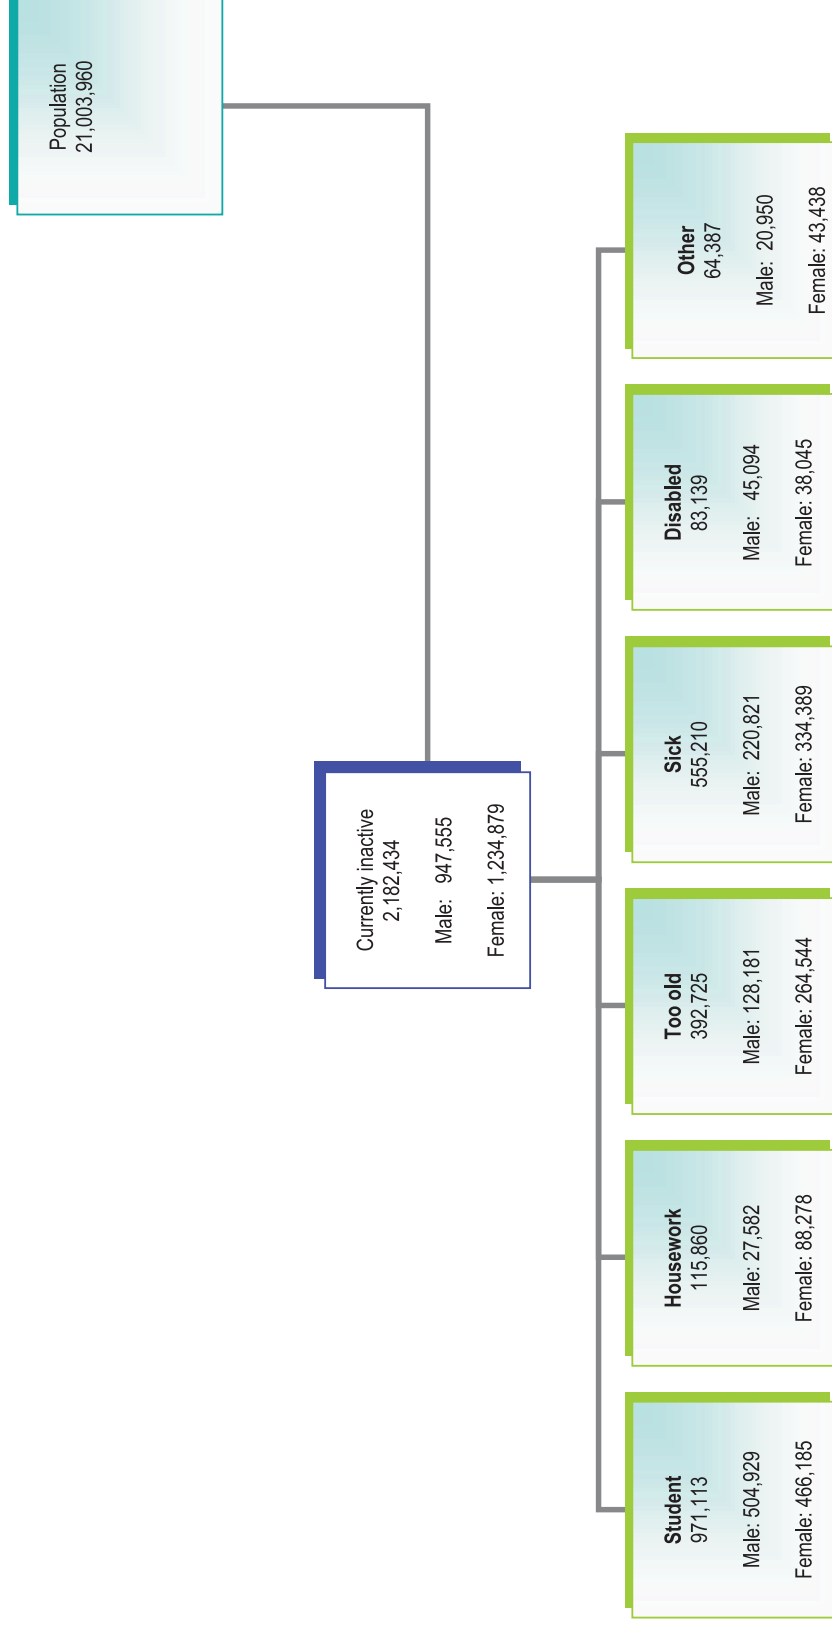 Population
21,003,960
Currently inactive
2,182,434
Male: 947,555
Female: 1,234,879
Student
971,113
Male: 504,929
Female: 466,185
Housework
115,860
Male: 27,582
Female: 88,278
Too old
392,725
Male: 128,181
Female: 264,544
Sick
555,210
Male: 220,821
Female: 334,389
Disabled
83,139
Male: 45,094
Female: 38,045
Other
64,387
Male: 20,950
Female: 43,438